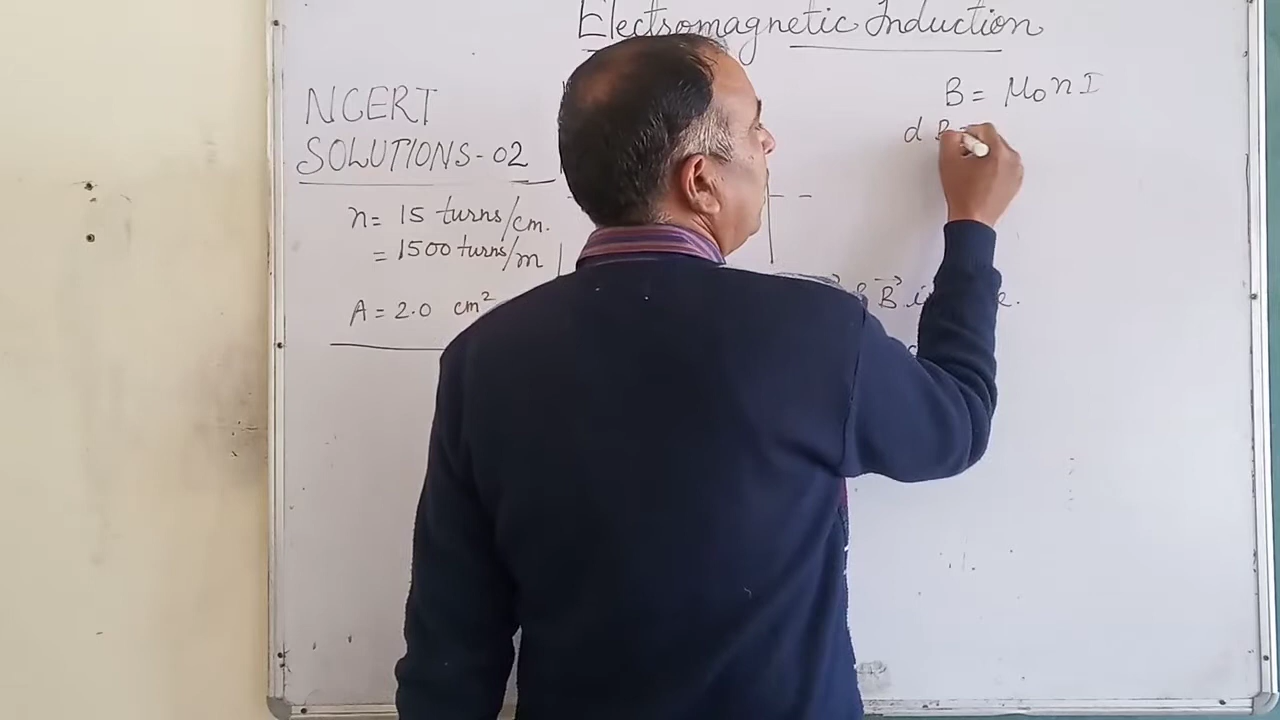 Electromagnetic Induction
NCERT
SOLUTIONS-02
n= 15 turns/cm.
= 1500 turns/m
A = 2.0 cm²
B = μ₀nI
d B
B⃗